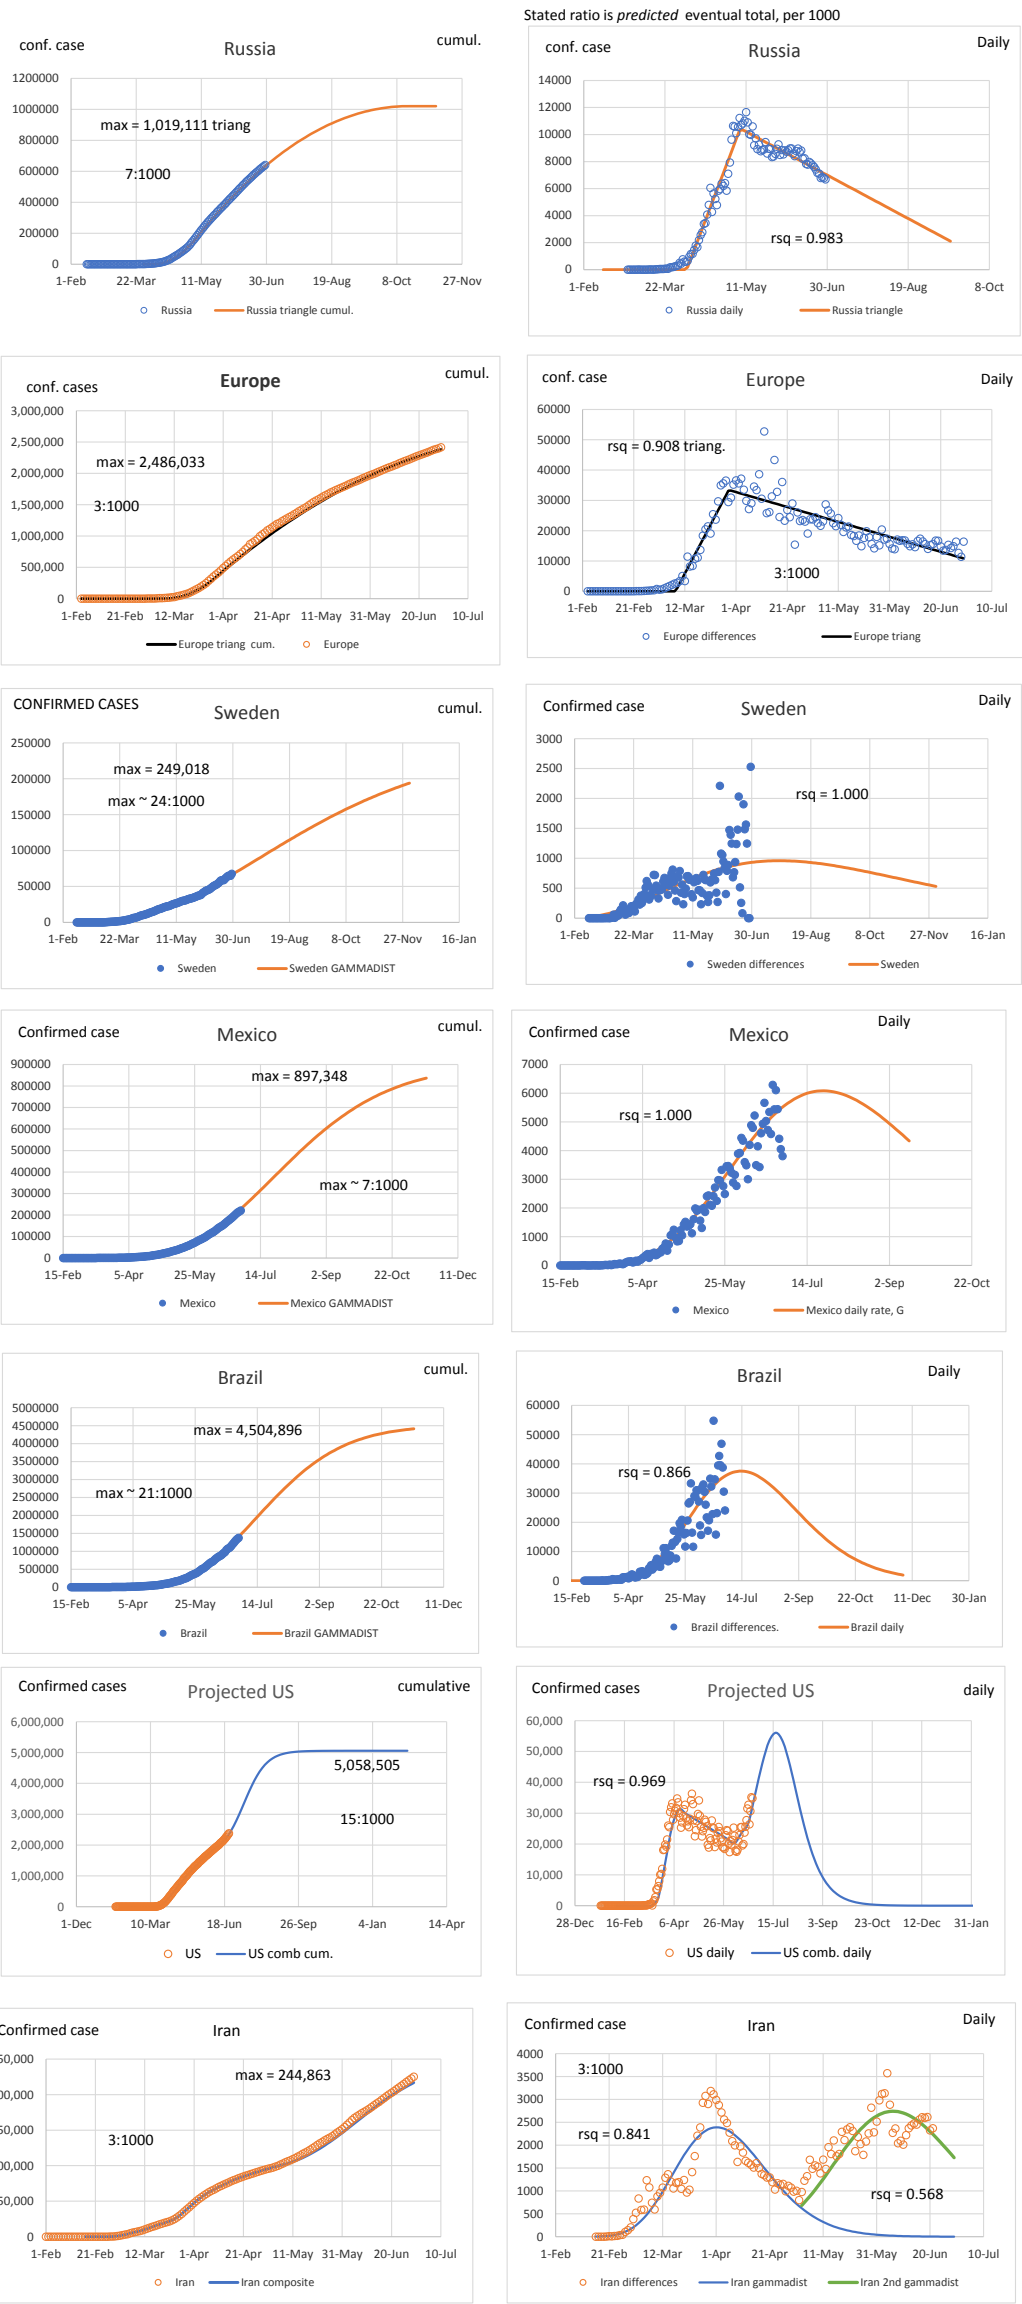 Stated ratio is predicted eventual total, per 1000
conf. case
Russia
cumul.
1200000
1000000
800000
600000
400000
200000
0
max = 1,019,111 triang
7:1000
1-Feb 22-Mar 11-May 30-Jun 19-Aug 8-Oct 27-Nov
Russia Russia triangle cumul.
conf. case
Russia
Daily
14000
12000
10000
8000
6000
4000
2000
0
rsq = 0.983
1-Feb 22-Mar 11-May 30-Jun 19-Aug 8-Oct
Russia daily Russia triangle
conf. cases
Europe
cumul.
3,000,000
2,500,000
2,000,000
1,500,000
1,000,000
500,000
0
max = 2,486,033
3:1000
1-Feb 21-Feb 12-Mar 1-Apr 21-Apr 11-May 31-May 20-Jun 10-Jul
Europe triang cum. Europe
conf. case
Europe
Daily
60000
50000
40000
30000
20000
10000
0
rsq = 0.908 triang.
3:1000
1-Feb 21-Feb 12-Mar 1-Apr 21-Apr 11-May 31-May 20-Jun 10-Jul
Europe differences Europe triang
CONFIRMED CASES
Sweden
cumul.
250000
200000
150000
100000
50000
0
max = 249,018
max ~ 24:1000
1-Feb 22-Mar 11-May 30-Jun 19-Aug 8-Oct 27-Nov 16-Jan
Sweden Sweden GAMMADIST
Confirmed case
Sweden
Daily
3000
2500
2000
1500
1000
500
0
rsq = 1.000
1-Feb 22-Mar 11-May 30-Jun 19-Aug 8-Oct 27-Nov 16-Jan
Sweden differences Sweden
Confirmed case
Mexico
cumul.
900000
800000
700000
600000
500000
400000
300000
200000
100000
0
max = 897,348
max ~ 7:1000
15-Feb 5-Apr 25-May 14-Jul 2-Sep 22-Oct 11-Dec
Mexico Mexico GAMMADIST
Confirmed case
Mexico
Daily
7000
6000
5000
4000
3000
2000
1000
0
rsq = 1.000
15-Feb 5-Apr 25-May 14-Jul 2-Sep 22-Oct
Mexico Mexico daily rate, G
Brazil
cumul.
5000000
4500000
4000000
3500000
3000000
2500000
2000000
1500000
1000000
500000
0
max = 4,504,896
max ~ 21:1000
15-Feb 5-Apr 25-May 14-Jul 2-Sep 22-Oct 11-Dec
Brazil Brazil GAMMADIST
Brazil
Daily
60000
50000
40000
30000
20000
10000
0
rsq = 0.866
15-Feb 5-Apr 25-May 14-Jul 2-Sep 22-Oct 11-Dec 30-Jan
Brazil differences. Brazil daily
Confirmed cases
Projected US
cumulative
6,000,000
5,000,000
4,000,000
3,000,000
2,000,000
1,000,000
0
5,058,505
15:1000
1-Dec 10-Mar 18-Jun 26-Sep 4-Jan 14-Apr
US US comb cum.
Confirmed cases
Projected US
daily
60,000
50,000
40,000
30,000
20,000
10,000
0
rsq = 0.969
28-Dec 16-Feb 6-Apr 26-May 15-Jul 3-Sep 23-Oct 12-Dec 31-Jan
US daily US comb. daily
Confirmed case
Iran
50,000
00,000
50,000
00,000
50,000
0
max = 244,863
3:1000
1-Feb 21-Feb 12-Mar 1-Apr 21-Apr 11-May 31-May 20-Jun 10-Jul
Iran Iran composite
Confirmed case
Iran
Daily
4000
3500
3000
2500
2000
1500
1000
500
0
3:1000
rsq = 0.841
rsq = 0.568
1-Feb 21-Feb 12-Mar 1-Apr 21-Apr 11-May 31-May 20-Jun 10-Jul
Iran differences Iran gammadist Iran 2nd gammadist